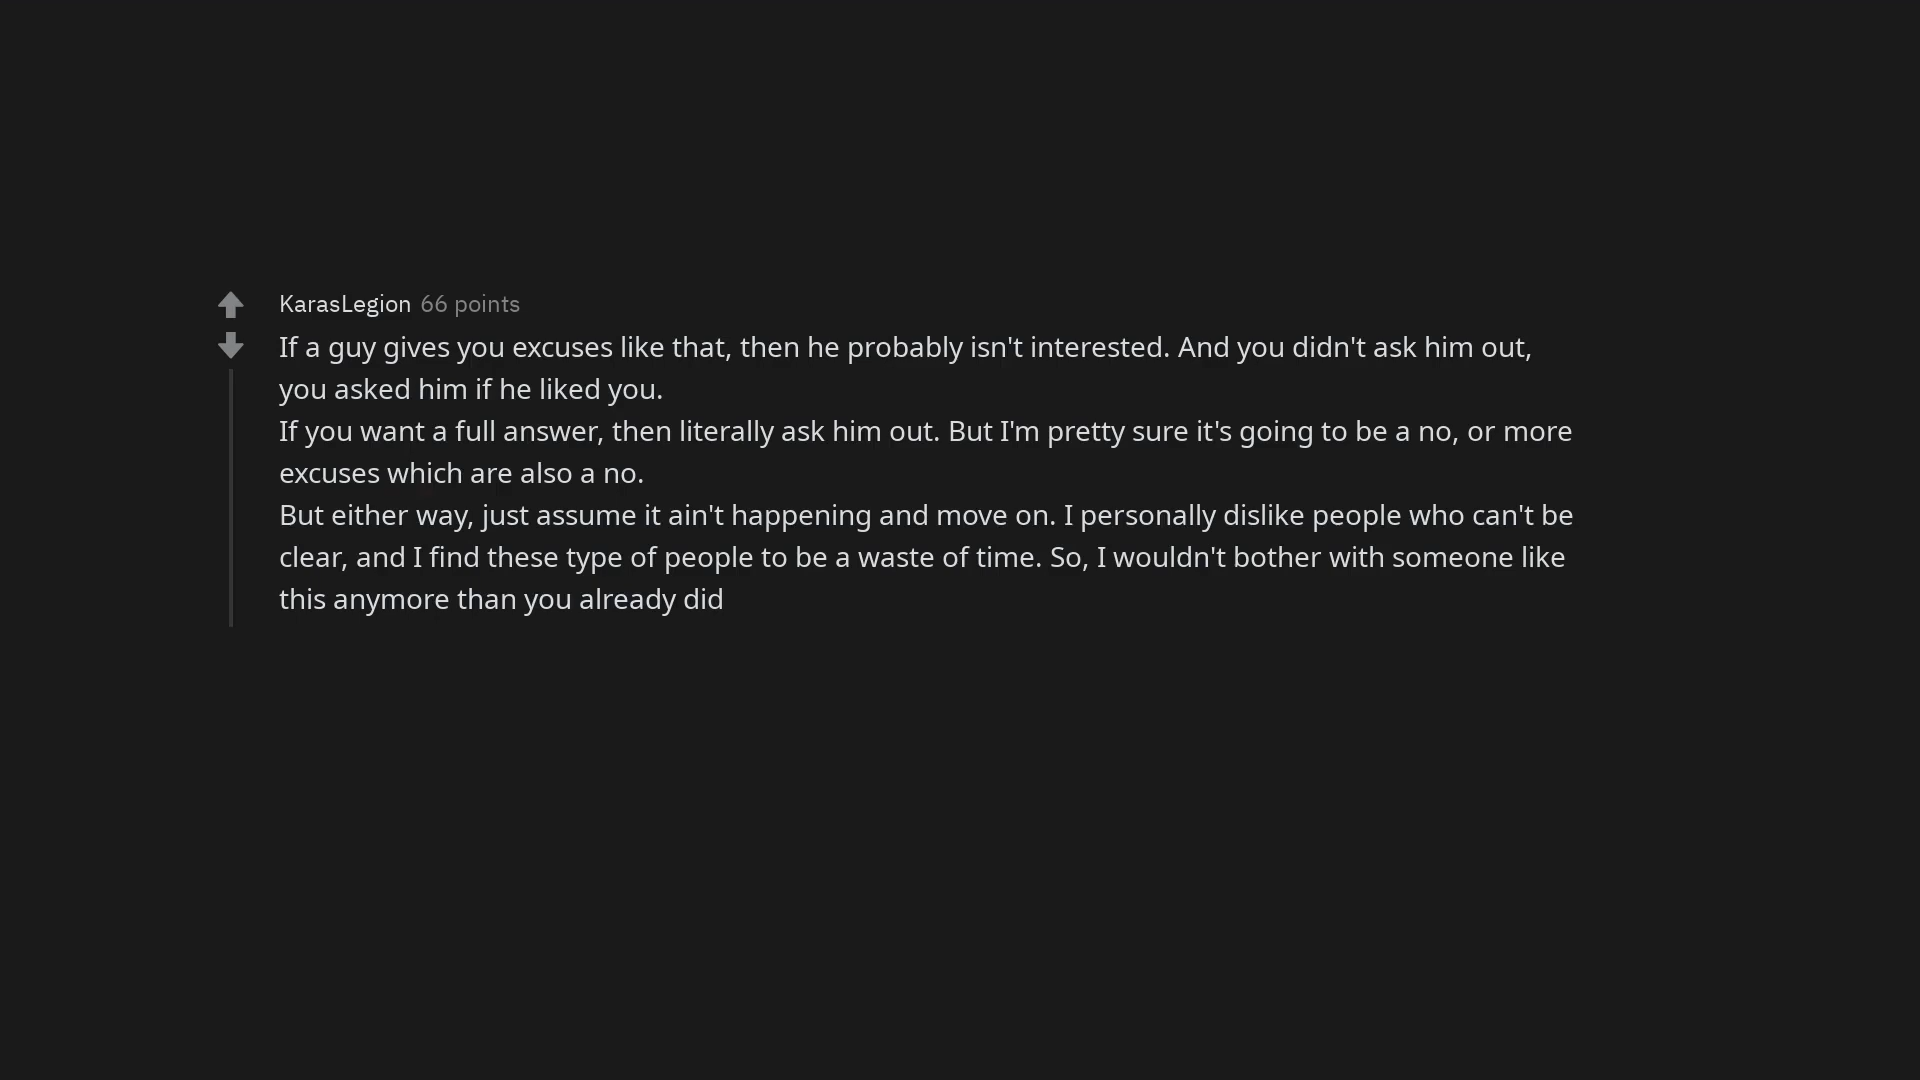 KarasLegion 66 points
If a guy gives you excuses like that, then he probably isn't interested. And you didn't ask him out,
you asked him if he liked you.
If you want a full answer, then literally ask him out. But I'm pretty sure it's going to be a no, or more
excuses which are also a no.
But either way, just assume it ain't happening and move on. I personally dislike people who can't be
clear, and I find these type of people to be a waste of time. So, I wouldn't bother with someone like
this anymore than you already did